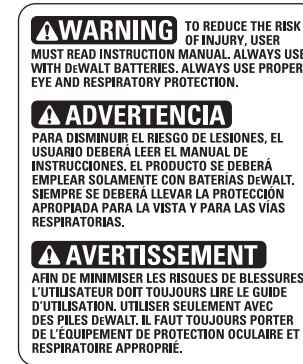 WARNING TO REDUCE THE RISK
OF INJURY, USER
MUST READ INSTRUCTION MANUAL. ALWAYS USE
WITH DEWALT BATTERIES. ALWAYS USE PROPER
EYE AND RESPIRATORY PROTECTION.
ADVERTENCIA
PARA DISMINUIR EL RIESGO DE LESIONES, EL
USUARIO DEBERÁ LEER EL MANUAL DE
INSTRUCCIONES. EL PRODUCTO SE DEBERÁ
EMPLEAR SOLAMENTE CON BATERÍAS DEWALT.
SIEMPRE SE DEBERÁ LLEVAR LA PROTECCIÓN
APROPIADA PARA LA VISTA Y PARA LAS VÍAS
RESPIRATORIAS.
AVERTISSEMENT
AFIN DE MINIMISER LES RISQUES DE BLESSURES
L'UTILISATEUR DOIT TOUJOURS LIRE LE GUIDE
D'UTILISATION. UTILISER SEULEMENT AVEC
DES PILES DEWALT. IL FAUT TOUJOURS PORTER
DE L'ÉQUIPEMENT DE PROTECTION OCULAIRE ET
RESPIRATOIRE APPROPRIÉ.